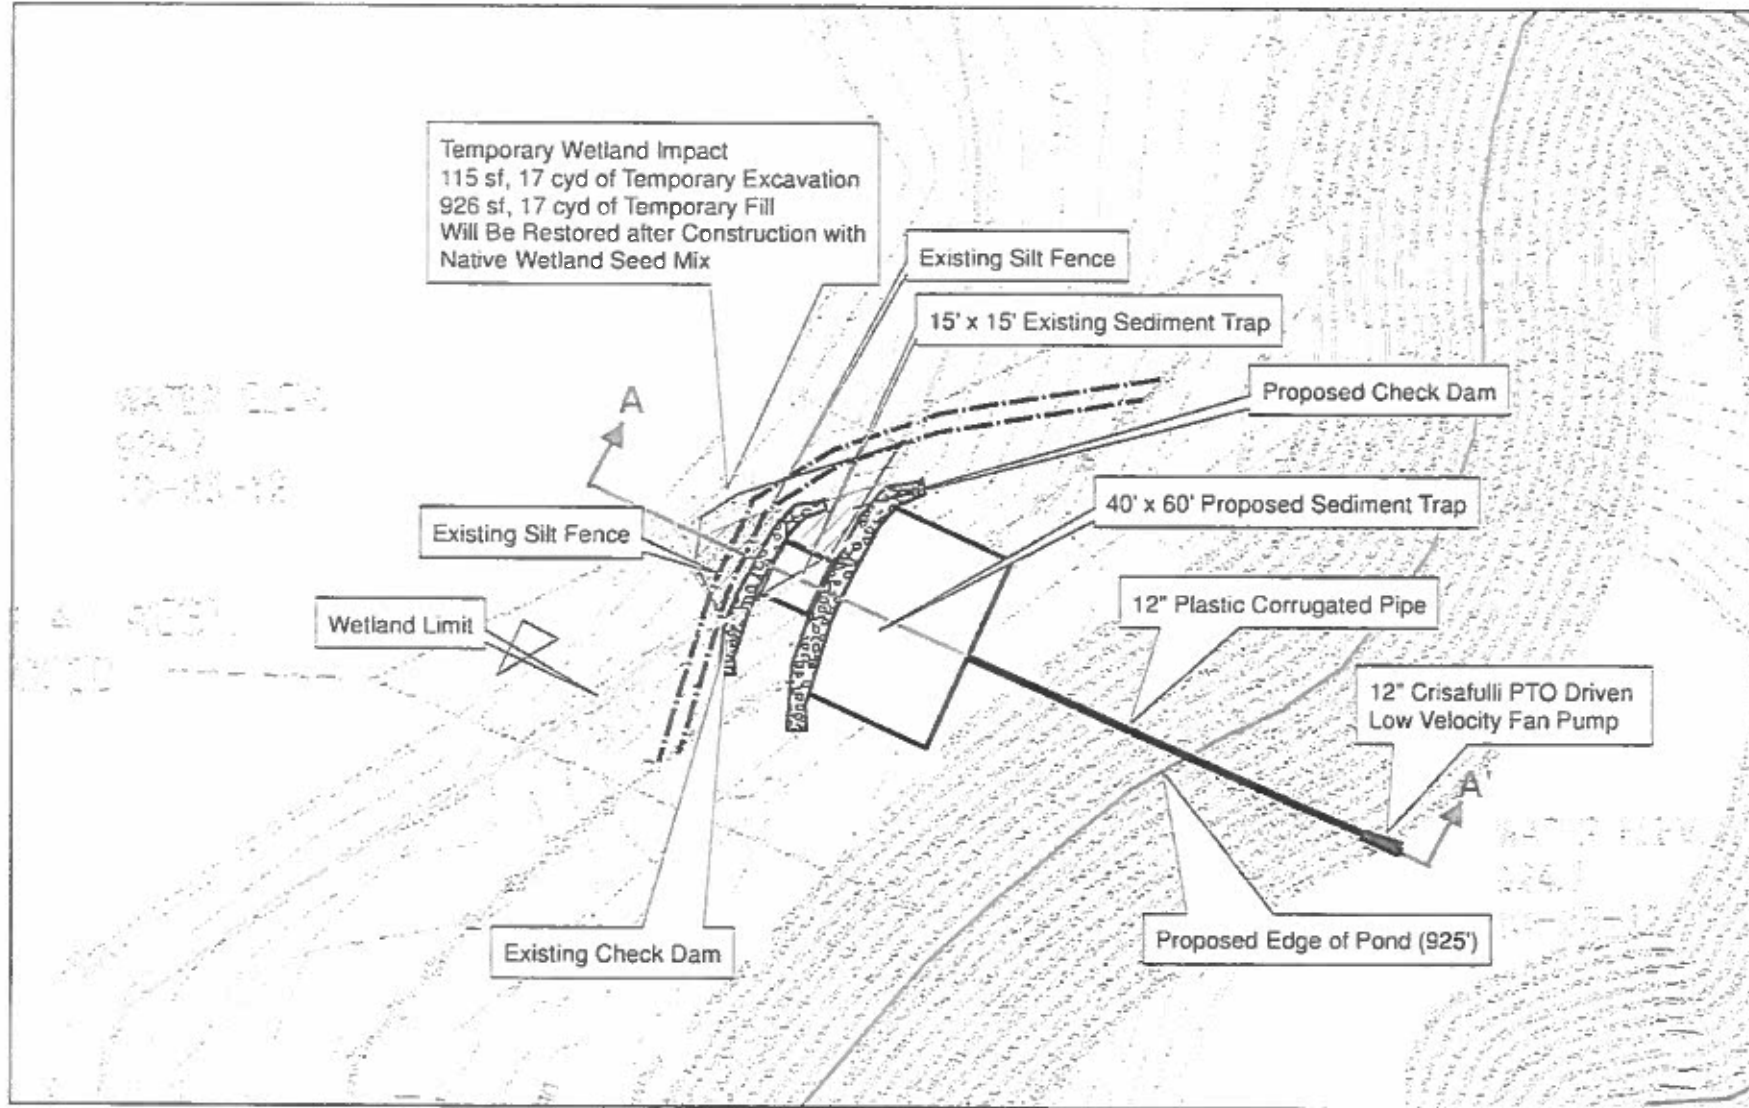 Temporary Wetland Impact
115 sf, 17 cyd of Temporary Excavation
926 sf, 17 cyd of Temporary Fill
Will Be Restored after Construction with
Native Wetland Seed Mix
Existing Silt Fence
15' x 15' Existing Sediment Trap
Proposed Check Dam
A
40' x 60' Proposed Sediment Trap
Existing Silt Fence
12" Plastic Corrugated Pipe
Wetland Limit
12" Crisafulli PTO Driven
Low Velocity Fan Pump
A'
Existing Check Dam
Proposed Edge of Pond (925')